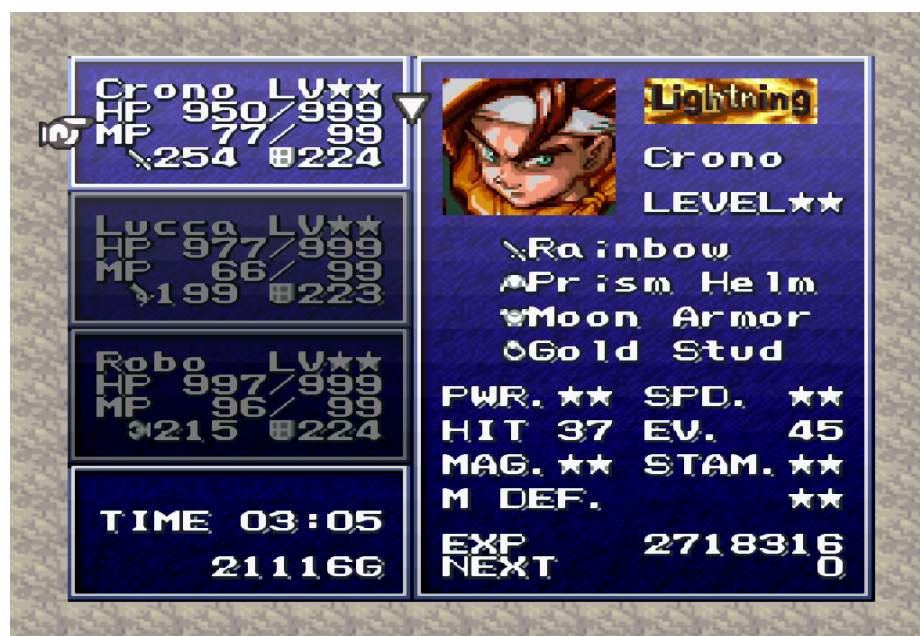 Crono LV★★
HP 950/999
MP 77/ 99
254 224
Lucca LV★★
HP 977/999
MP 66/ 99
199 223
Robo LV★★
HP 997/999
MP 96/ 99
215 224
TIME 03:05
21116G
Lightning
Crono
LEVEL★★
Rainbow
Prism Helm
Moon Armor
Gold Stud
PWR. ★★ SPD. ★★
HIT 37 EV. 45
MAG. ★★ STAM. ★★
M DEF. ★★
EXP 2718316
NEXT 0